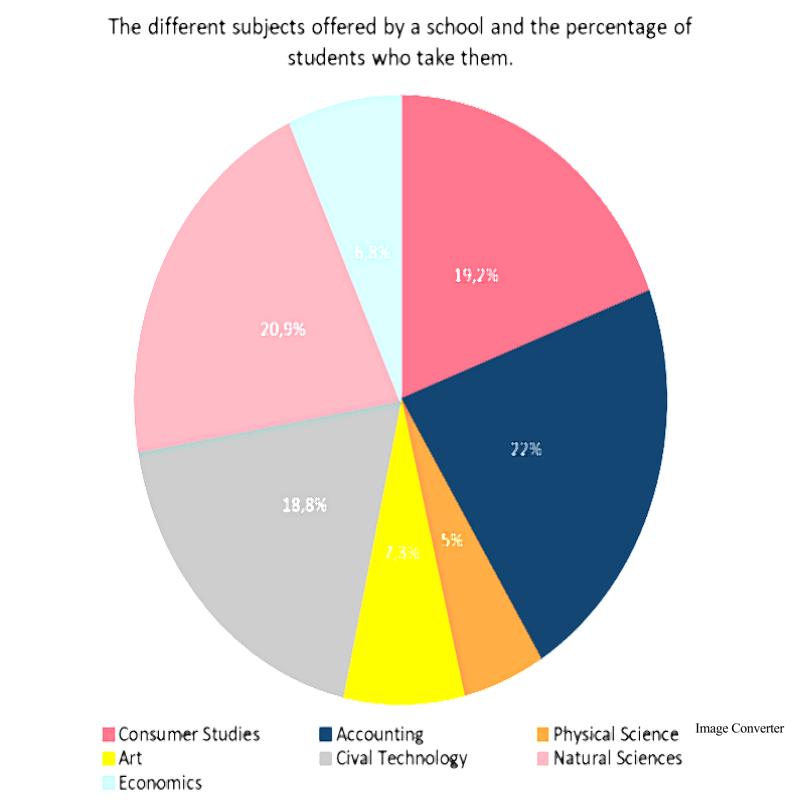 The different subjects offered by a school and the percentage of
students who take them.
6,8%
19,2%
20,9%
22%
18,8%
5%
7,3%
Consumer Studies
Accounting
Physical Science
Image Converter
Art
Cival Technology
Natural Sciences
Economics